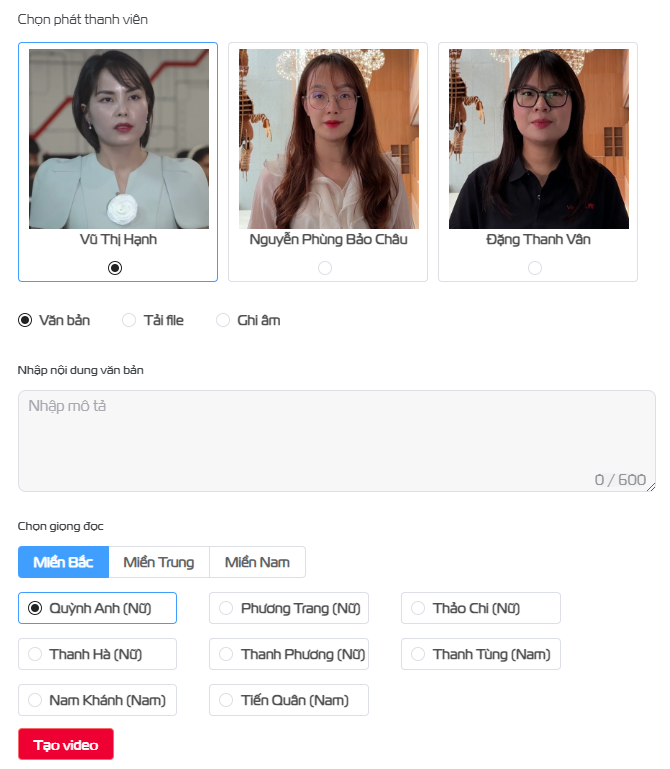 Chọn phát thanh viên
Vũ Thị Hạnh
Nguyễn Phùng Bảo Châu
Đặng Thanh Vân
Văn bản
Tải file
Ghi âm
Nhập nội dung văn bản
Nhập mô tả
0 / 500
Chọn giọng đọc
Miền Bắc
Miền Trung
Miền Nam
Quỳnh Anh (Nữ)
Phương Trang (Nữ)
Thảo Chi (Nữ)
Thanh Hà (Nữ)
Thanh Phương (Nữ)
Thanh Tùng (Nam)
Nam Khánh (Nam)
Tiến Quân (Nam)
Tạo video